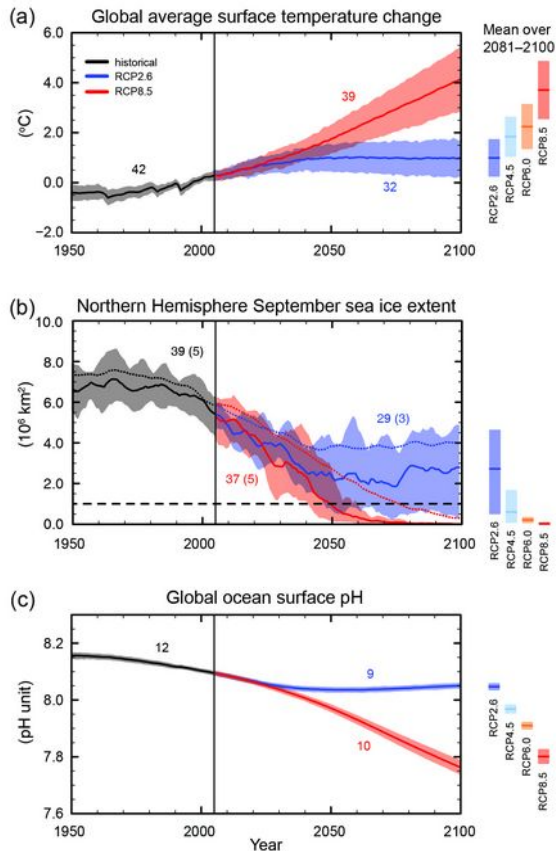 (a) Global average surface temperature change
Mean over
2081–2100
6.0
4.0
2.0
0.0
−2.0
(°C)
historical
RCP2.6
RCP8.5
42
39
32
1950
2000
2050
2100
RCP2.6
RCP4.5
RCP6.0
RCP8.5
(b) Northern Hemisphere September sea ice extent
10.0
8.0
6.0
4.0
2.0
0.0
(10⁶ km²)
39 (5)
29 (3)
37 (5)
1950
2000
2050
2100
RCP2.6
RCP4.5
RCP6.0
RCP8.5
(c) Global ocean surface pH
8.2
8.0
7.8
7.6
(pH unit)
12
9
10
1950
2000
2050
2100
Year
RCP2.6
RCP4.5
RCP6.0
RCP8.5